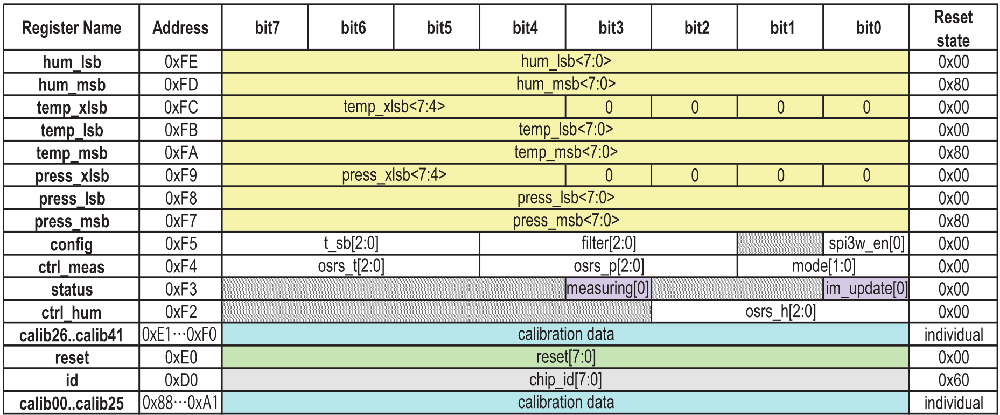 Register Name Address bit7 bit6 bit5 bit4 bit3 bit2 bit1 bit0 Reset state
hum_lsb 0xFE hum_lsb<7:0> 0x00
hum_msb 0xFD hum_msb<7:0> 0x80
temp_xlsb 0xFC temp_xlsb<7:4> 0 0 0 0 0x00
temp_lsb 0xFB temp_lsb<7:0> 0x00
temp_msb 0xFA temp_msb<7:0> 0x80
press_xlsb 0xF9 press_xlsb<7:4> 0 0 0 0 0x00
press_lsb 0xF8 press_lsb<7:0> 0x00
press_msb 0xF7 press_msb<7:0> 0x80
config 0xF5 t_sb[2:0] filter[2:0] spi3w_en[0] 0x00
ctrl_meas 0xF4 osrs_t[2:0] osrs_p[2:0] mode[1:0] 0x00
status 0xF3 measuring[0] im_update[0] 0x00
ctrl_hum 0xF2 osrs_h[2:0] 0x00
calib26..calib41 0xE1⋯0xF0 calibration data individual
reset 0xE0 reset[7:0] 0x00
id 0xD0 chip_id[7:0] 0x60
calib00..calib25 0x88⋯0xA1 calibration data individual